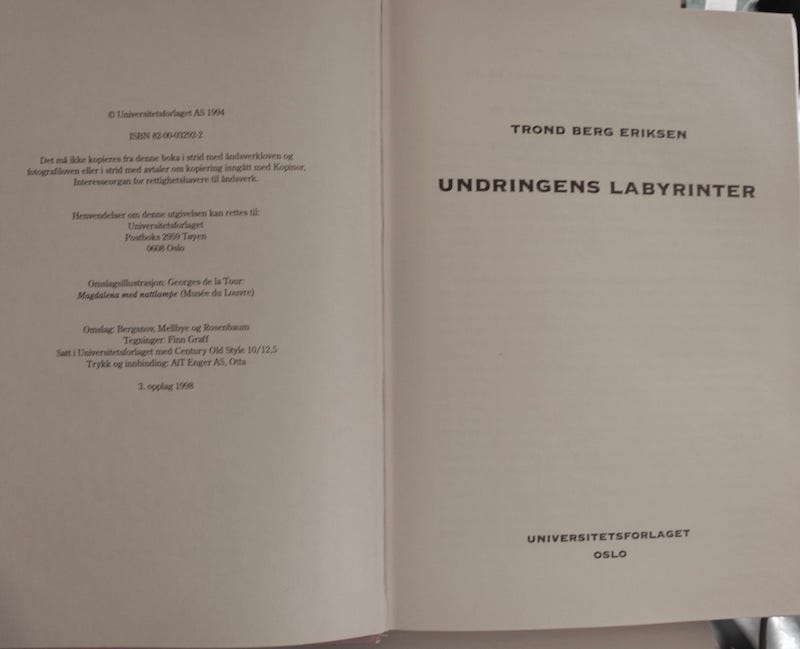 © Universitetsforlaget AS 1994
ISBN 82-00-03292-2
Det må ikke kopieres fra denne boka i strid med åndsverkloven og
fotografiloven eller i strid med avtaler om kopiering inngått med Kopinor,
Interesseorgan for rettighetshavere til åndsverk.
Henvendelser om denne utgivelsen kan rettes til:
Universitetsforlaget
Postboks 2959 Tøyen
0608 Oslo
Omslagsillustrasjon: Georges de la Tour:
Magdalena med nattlampe (Musée du Louvre)
Omslag: Bergsnov, Mellbye og Rosenbaum
Tegninger: Finn Graff
Satt i Universitetsforlaget med Century Old Style 10/12,5
Trykk og innbinding: AIT Enger AS, Otta
3. opplag 1998
TROND BERG ERIKSEN
UNDRINGENS LABYRINTER
UNIVERSITETSFORLAGET
OSLO